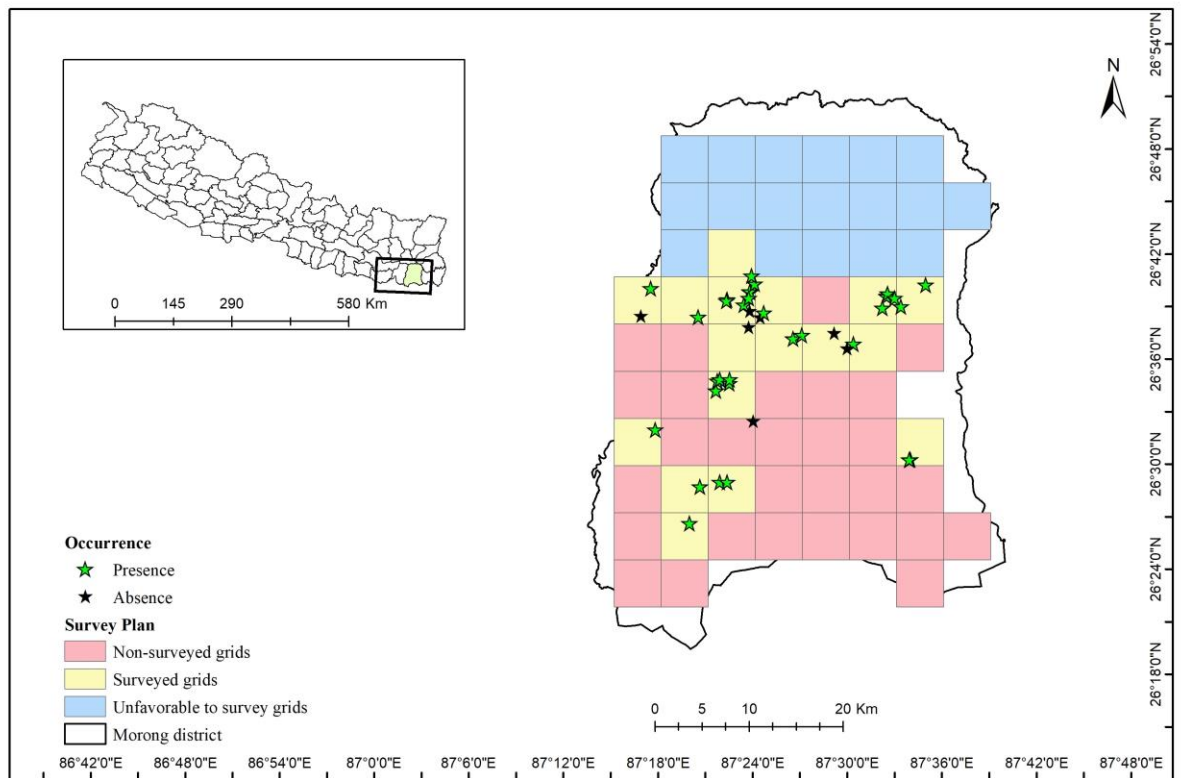 N
0 145 290 580 Km
Occurrence
Presence
Absence
Survey Plan
Non-surveyed grids
Surveyed grids
Unfavorable to survey grids
Morong district
0 5 10 20 Km
26°54'0"N
26°48'0"N
26°42'0"N
26°36'0"N
26°30'0"N
26°24'0"N
26°18'0"N
86°42'0"E 86°48'0"E 86°54'0"E 87°0'0"E 87°6'0"E 87°12'0"E 87°18'0"E 87°24'0"E 87°30'0"E 87°36'0"E 87°42'0"E 87°48'0"E